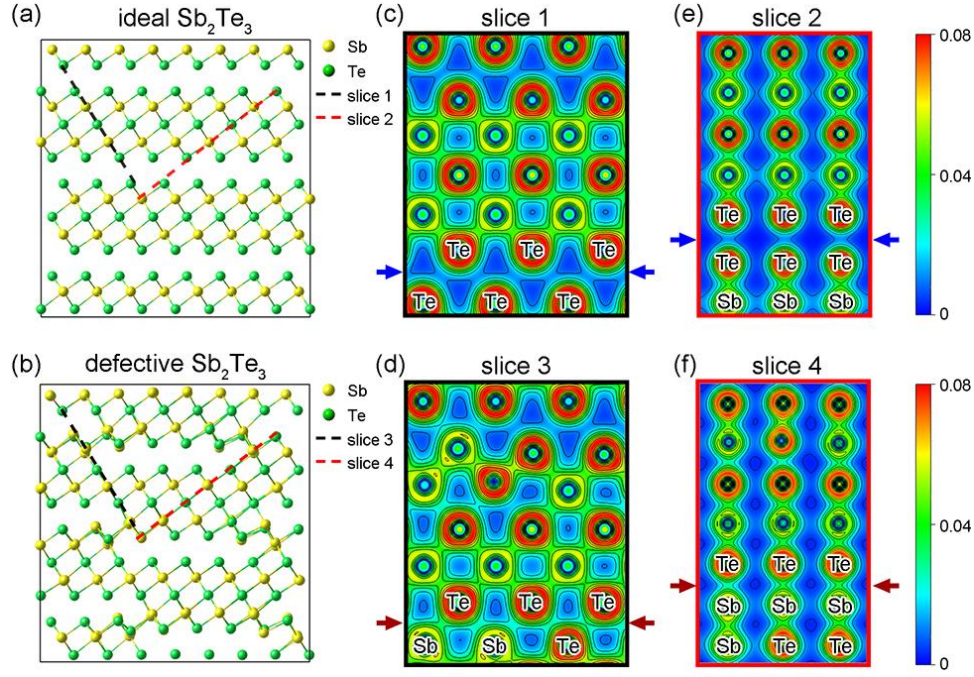 (a) ideal Sb2Te3
Sb
Te
slice 1
slice 2
(c) slice 1
Te Te Te
Te Te Te
(e) slice 2
Te Te Te
Te Te Te
Sb Sb Sb
0.08
0.04
0
(b) defective Sb2Te3
Sb
Te
slice 3
slice 4
(d) slice 3
Te Te Te
Sb Sb Te
(f) slice 4
Te Te Te
Sb Sb Sb
Sb Te Te
0.08
0.04
0